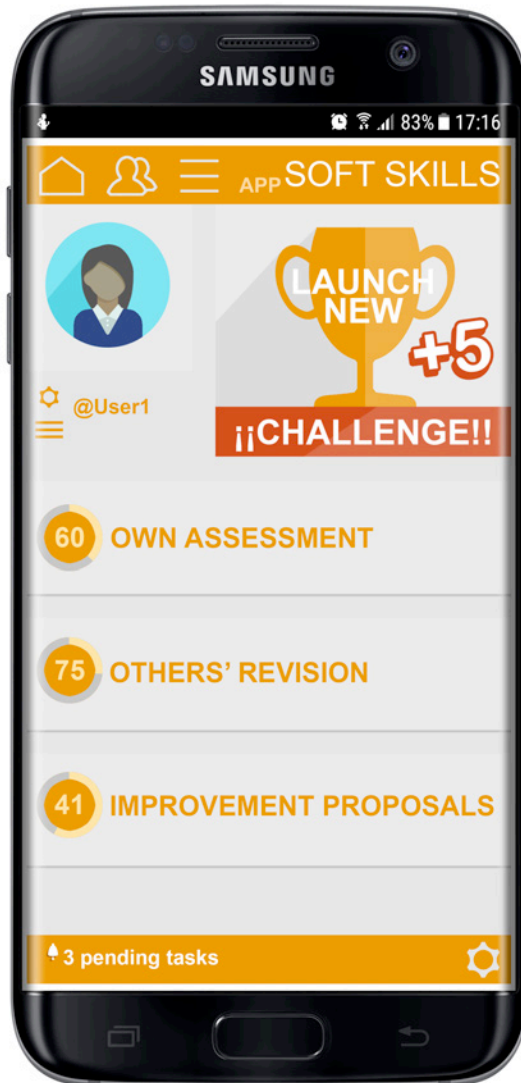 SAMSUNG
83% 17:16
APP SOFT SKILLS
LAUNCH
NEW
+5
¡¡CHALLENGE!!
@User1
60 OWN ASSESSMENT
75 OTHERS’ REVISION
41 IMPROVEMENT PROPOSALS
3 pending tasks